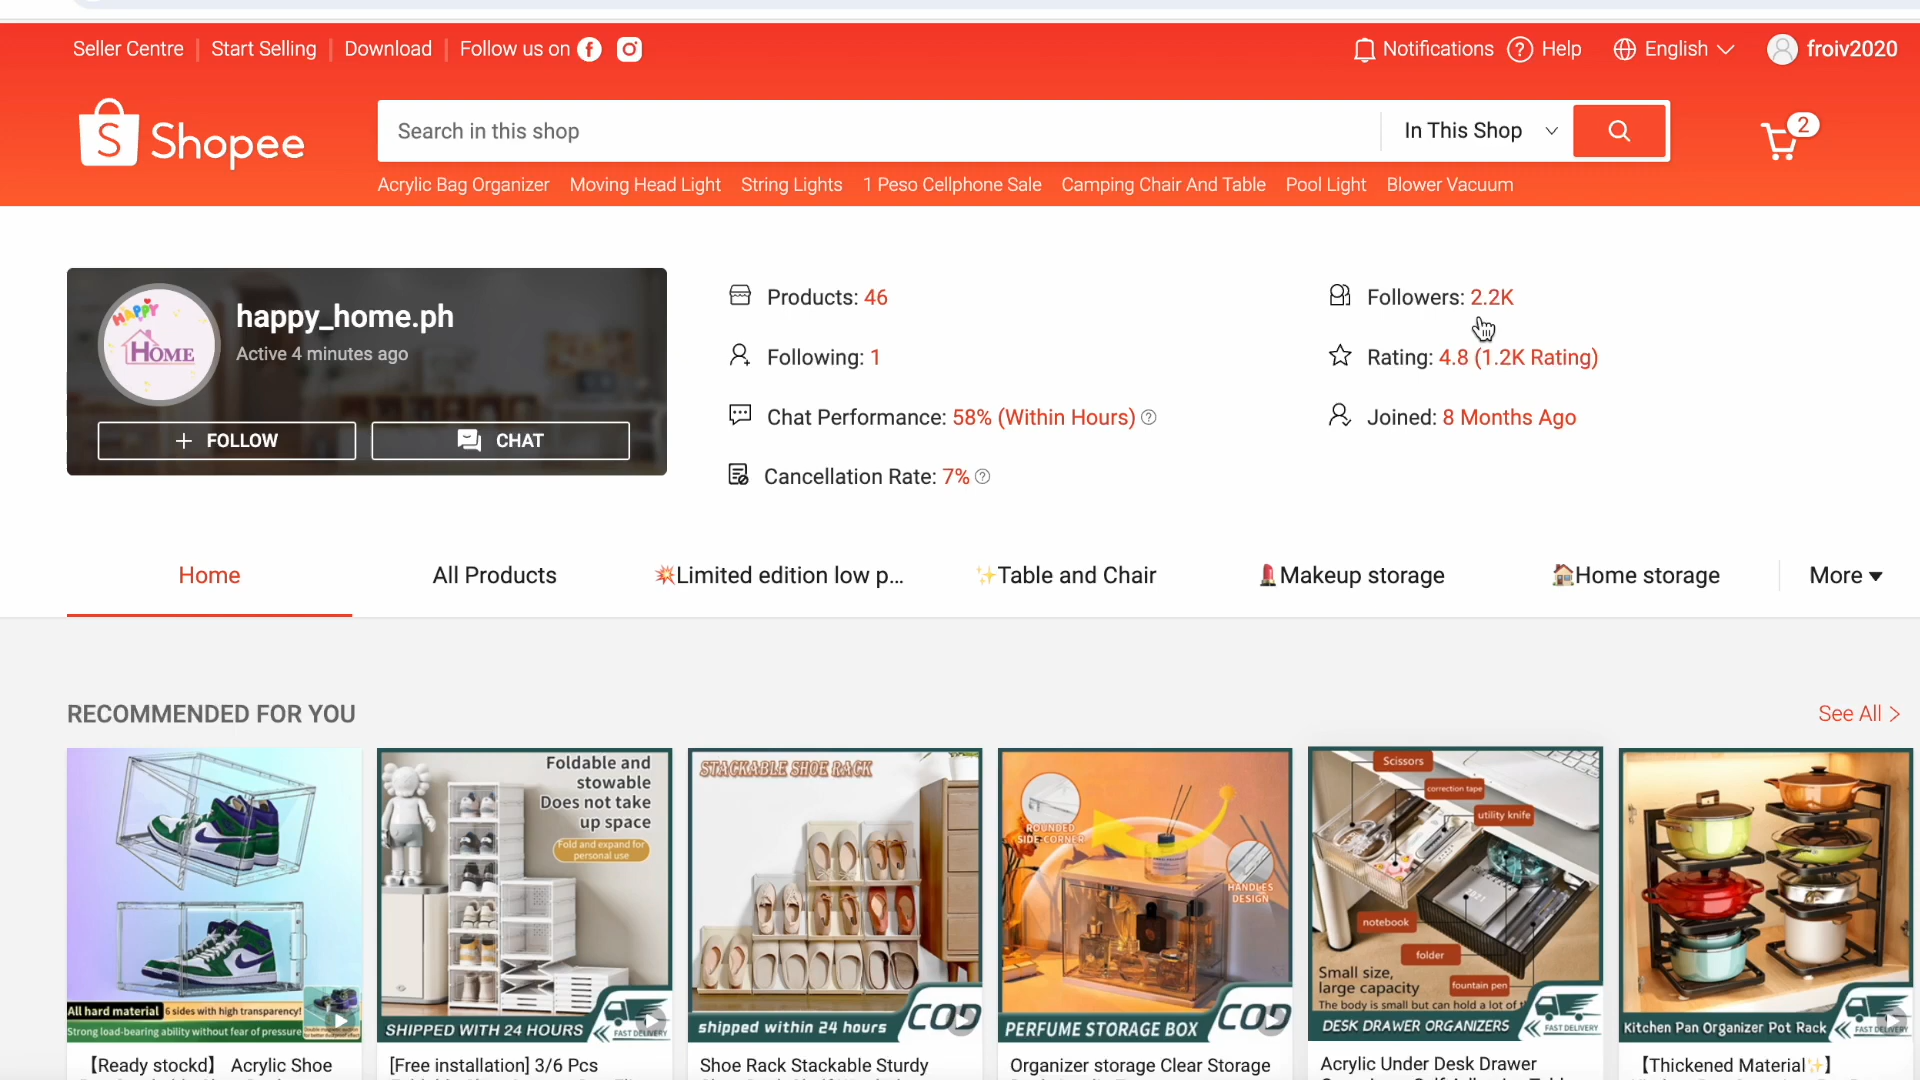 Seller Centre
Start Selling
Download
Follow us on
Notifications
Help
English
froiv2020
Shopee
Search in this shop
In This Shop
2
Acrylic Bag Organizer
Moving Head Light
String Lights
1 Peso Cellphone Sale
Camping Chair And Table
Pool Light
Blower Vacuum
HAPPY
HOME
happy_home.ph
Active 4 minutes ago
+ FOLLOW
CHAT
Products: 46
Following: 1
Chat Performance: 58% (Within Hours)
Cancellation Rate: 7%
Followers: 2.2K
Rating: 4.8 (1.2K Rating)
Joined: 8 Months Ago
Home
All Products
💥Limited edition low p...
✨Table and Chair
💄Makeup storage
🏠Home storage
More
RECOMMENDED FOR YOU
See All >
All hard material
6 sides with high transparency!
Strong load-bearing ability without fear of pressure
【Ready stockd】 Acrylic Shoe
Foldable and
stowable
Does not take
up space
Fold and expand for
personal use
SHIPPED WITH 24 HOURS
FAST DELIVERY
[Free installation] 3/6 Pcs
STACKABLE SHOE RACK
shipped within 24 hours
COD
Shoe Rack Stackable Sturdy
ROUNDED
SIDE CORNER
HANDLES
DESIGN
PERFUME STORAGE BOX
COD
Organizer storage Clear Storage
Scissors
correction tape
utility knife
notebook
folder
fountain pen
Small size,
large capacity
The body is small but can hold a lot of
DESK DRAWER ORGANIZERS
FAST DELIVERY
Acrylic Under Desk Drawer
Kitchen Pan Organizer Pot Rack
FAST DELIVERY
【Thickened Material✨】